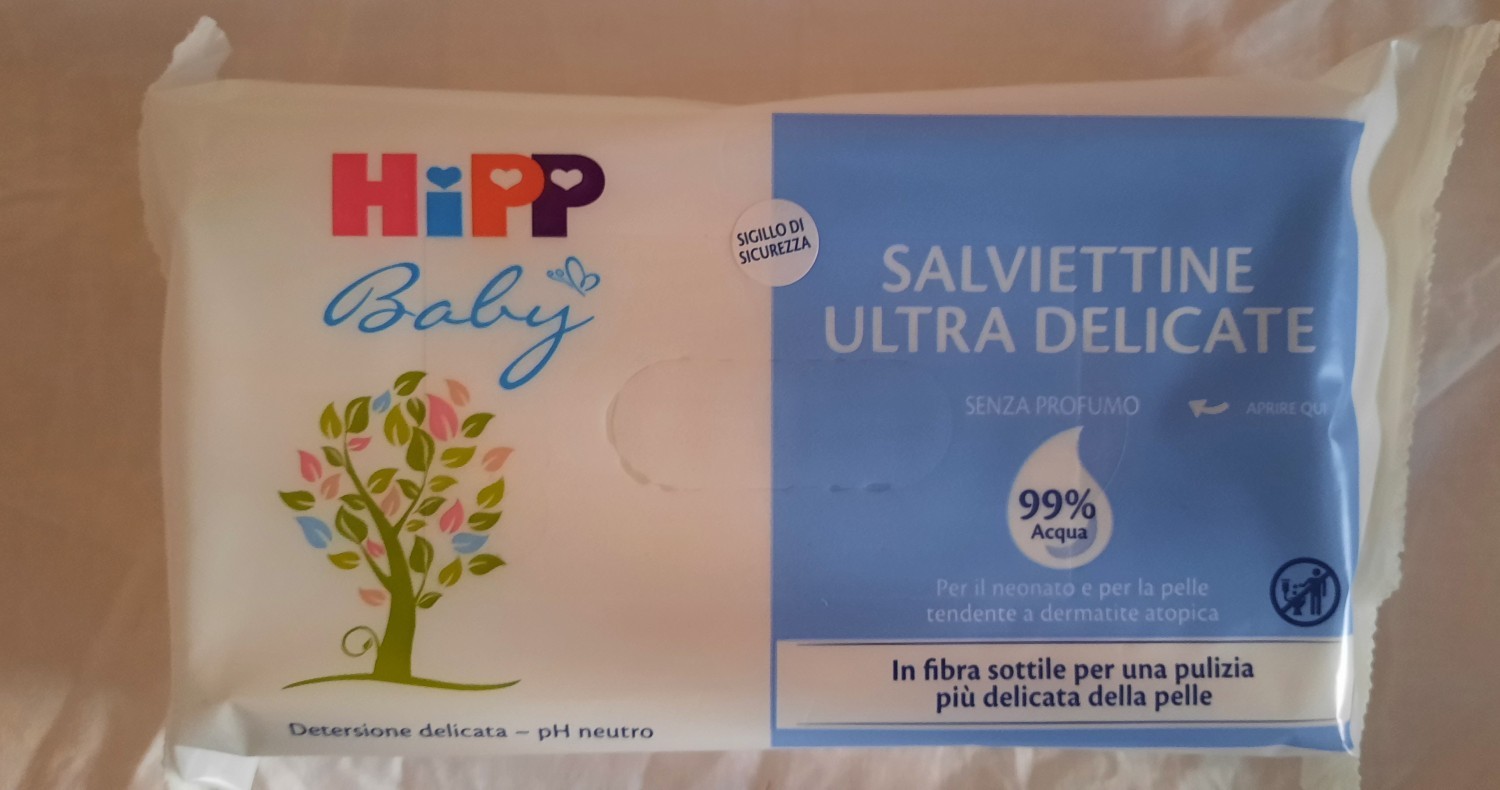 HiPP
Baby
Detersione delicata – pH neutro
SIGILLO DI
SICUREZZA
SALVIETTINE
ULTRA DELICATE
SENZA PROFUMO
APRIRE QUI
99%
Acqua
Per il neonato e per la pelle
tendente a dermatite atopica
In fibra sottile per una pulizia
più delicata della pelle